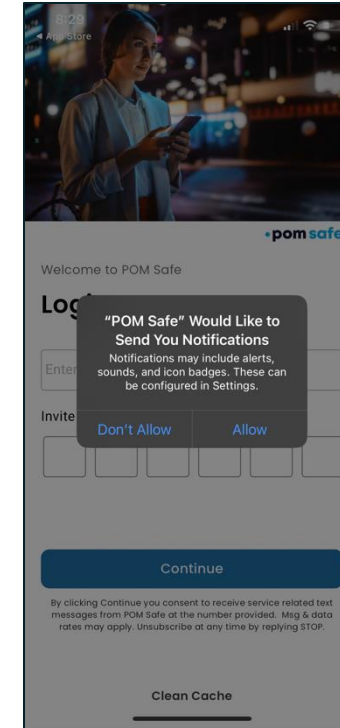 8:29
◀ App Store
pom safe
Welcome to POM Safe
"POM Safe" Would Like to
Send You Notifications
Notifications may include alerts,
sounds, and icon badges. These can
be configured in Settings.
Don't Allow
Allow
Enter
Invite
Continue
By clicking Continue you consent to receive service related text
messages from POM Safe at the number provided. Msg & data
rates may apply. Unsubscribe at any time by replying STOP.
Clean Cache